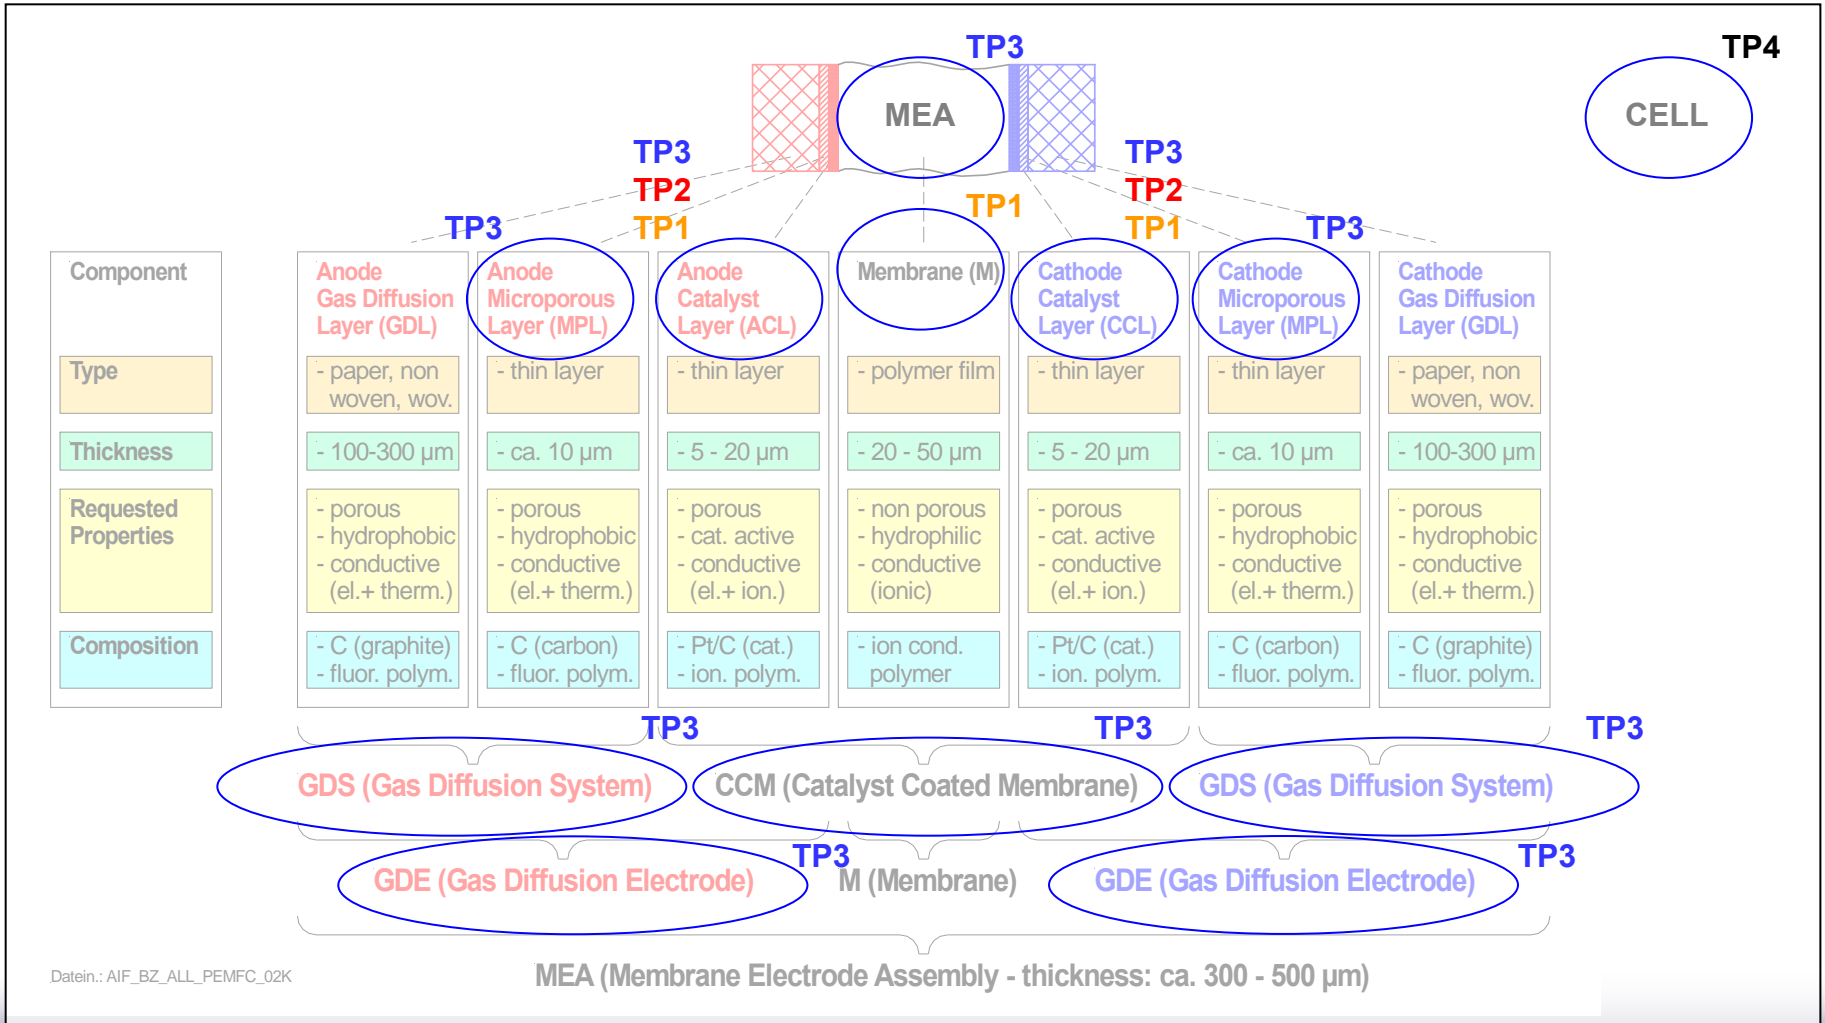 TP3
TP4
MEA
CELL
TP3
TP3
TP2
TP2
TP1
TP1
TP1
TP3
TP3
Component
Anode
Gas Diffusion
Layer (GDL)
Anode
Microporous
Layer (MPL)
Anode
Catalyst
Layer (ACL)
Membrane (M)
Cathode
Catalyst
Layer (CCL)
Cathode
Microporous
Layer (MPL)
Cathode
Gas Diffusion
Layer (GDL)
Type
- paper, non
woven, wov.
- thin layer
- thin layer
- polymer film
- thin layer
- thin layer
- paper, non
woven, wov.
Thickness
- 100-300 µm
- ca. 10 µm
- 5 - 20 µm
- 20 - 50 µm
- 5 - 20 µm
- ca. 10 µm
- 100-300 µm
Requested
Properties
- porous
- hydrophobic
- conductive
(el.+ therm.)
- porous
- hydrophobic
- conductive
(el.+ therm.)
- porous
- cat. active
- conductive
(el.+ ion.)
- non porous
- hydrophilic
- conductive
(ionic)
- porous
- cat. active
- conductive
(el.+ ion.)
- porous
- hydrophobic
- conductive
(el.+ therm.)
- porous
- hydrophobic
- conductive
(el.+ therm.)
Composition
- C (graphite)
- fluor. polym.
- C (carbon)
- fluor. polym.
- Pt/C (cat.)
- ion. polym.
- ion cond.
polymer
- Pt/C (cat.)
- ion. polym.
- C (carbon)
- fluor. polym.
- C (graphite)
- fluor. polym.
TP3
TP3
TP3
GDS (Gas Diffusion System)
CCM (Catalyst Coated Membrane)
GDS (Gas Diffusion System)
TP3
TP3
GDE (Gas Diffusion Electrode)
M (Membrane)
GDE (Gas Diffusion Electrode)
Datein.: AIF_BZ_ALL_PEMFC_02K
MEA (Membrane Electrode Assembly - thickness: ca. 300 - 500 µm)